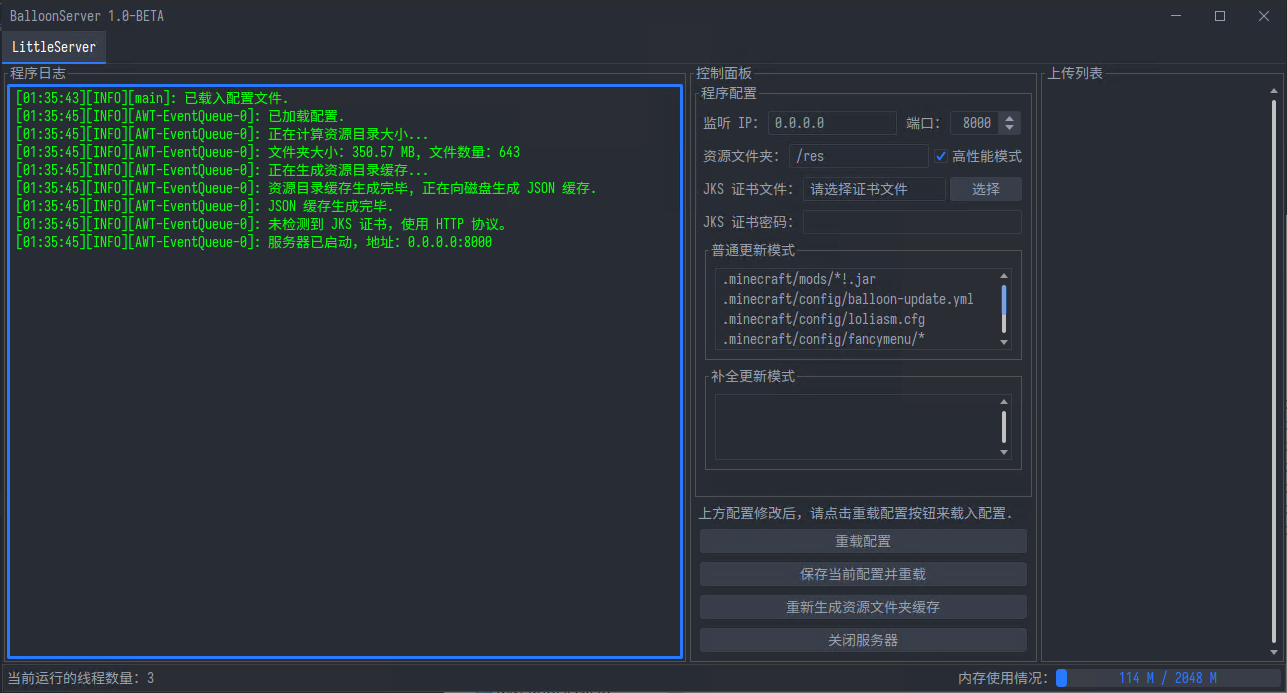 BalloonServer 1.0-BETA
LittleServer
程序日志
[01:35:43][INFO][main]: 已载入配置文件.
[01:35:45][INFO][AWT-EventQueue-0]: 已加载配置.
[01:35:45][INFO][AWT-EventQueue-0]: 正在计算资源目录大小...
[01:35:45][INFO][AWT-EventQueue-0]: 文件夹大小: 350.57 MB, 文件数量: 643
[01:35:45][INFO][AWT-EventQueue-0]: 正在生成资源目录缓存...
[01:35:45][INFO][AWT-EventQueue-0]: 资源目录缓存生成完毕, 正在向磁盘生成 JSON 缓存.
[01:35:45][INFO][AWT-EventQueue-0]: JSON 缓存生成完毕.
[01:35:45][INFO][AWT-EventQueue-0]: 未检测到 JKS 证书, 使用 HTTP 协议。
[01:35:45][INFO][AWT-EventQueue-0]: 服务器已启动, 地址: 0.0.0.0:8000
控制面板
程序配置
监听 IP: 0.0.0.0 端口: 8000
资源文件夹: /res 高性能模式
JKS 证书文件: 请选择证书文件 选择
JKS 证书密码:
普通更新模式
.minecraft/mods/*!.jar
.minecraft/config/balloon-update.yml
.minecraft/config/loliasm.cfg
.minecraft/config/fancymenu/*
补全更新模式
上方配置修改后, 请点击重载配置按钮来载入配置.
重载配置
保存当前配置并重载
重新生成资源文件夹缓存
关闭服务器
上传列表
当前运行的线程数量: 3
内存使用情况: 114 M / 2048 M